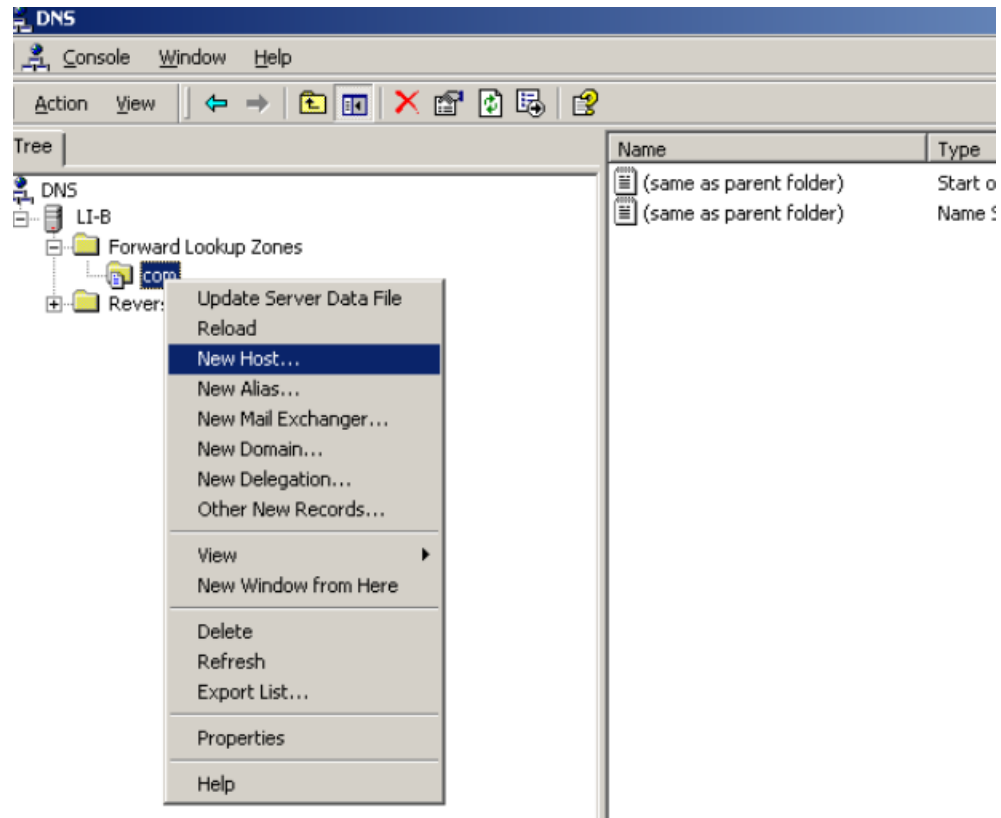 DNS
Console Window Help
Action View
Tree
Name Type
DNS
LI-B
Forward Lookup Zones
com
Revers
(same as parent folder) Start o
(same as parent folder) Name S
Update Server Data File
Reload
New Host...
New Alias...
New Mail Exchanger...
New Domain...
New Delegation...
Other New Records...
View
New Window from Here
Delete
Refresh
Export List...
Properties
Help